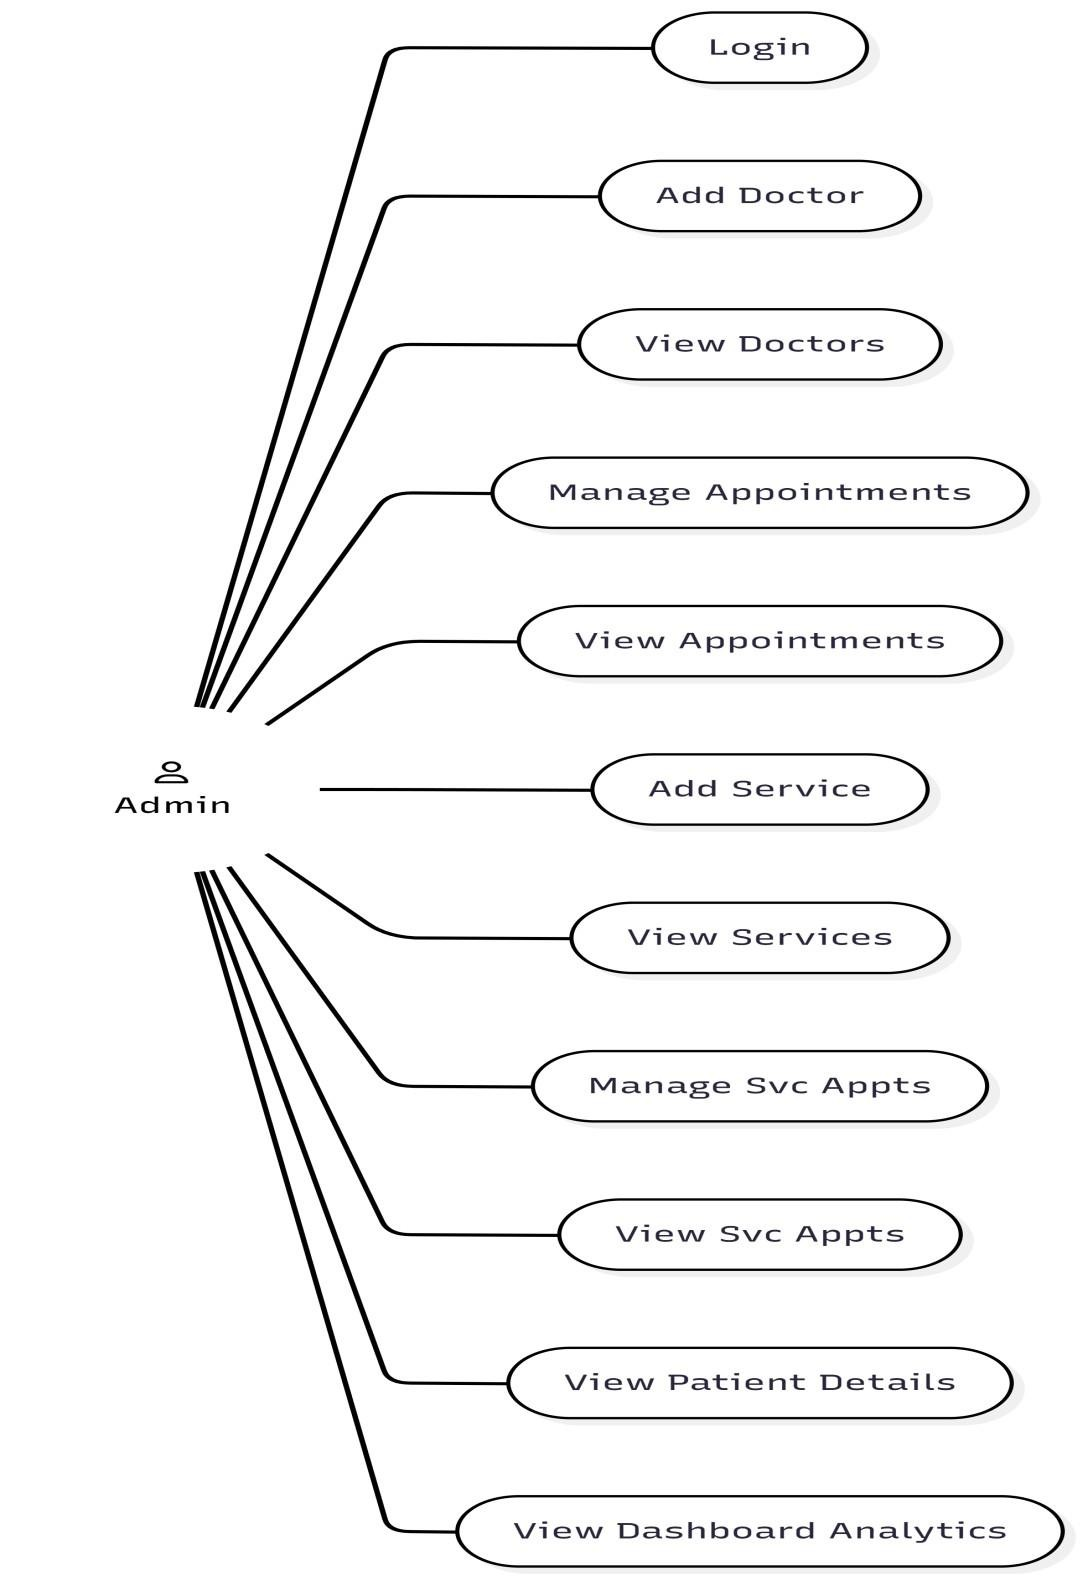 Login
Add Doctor
View Doctors
Manage Appointments
View Appointments
Add Service
Admin
View Services
Manage Svc Appts
View Svc Appts
View Patient Details
View Dashboard Analytics